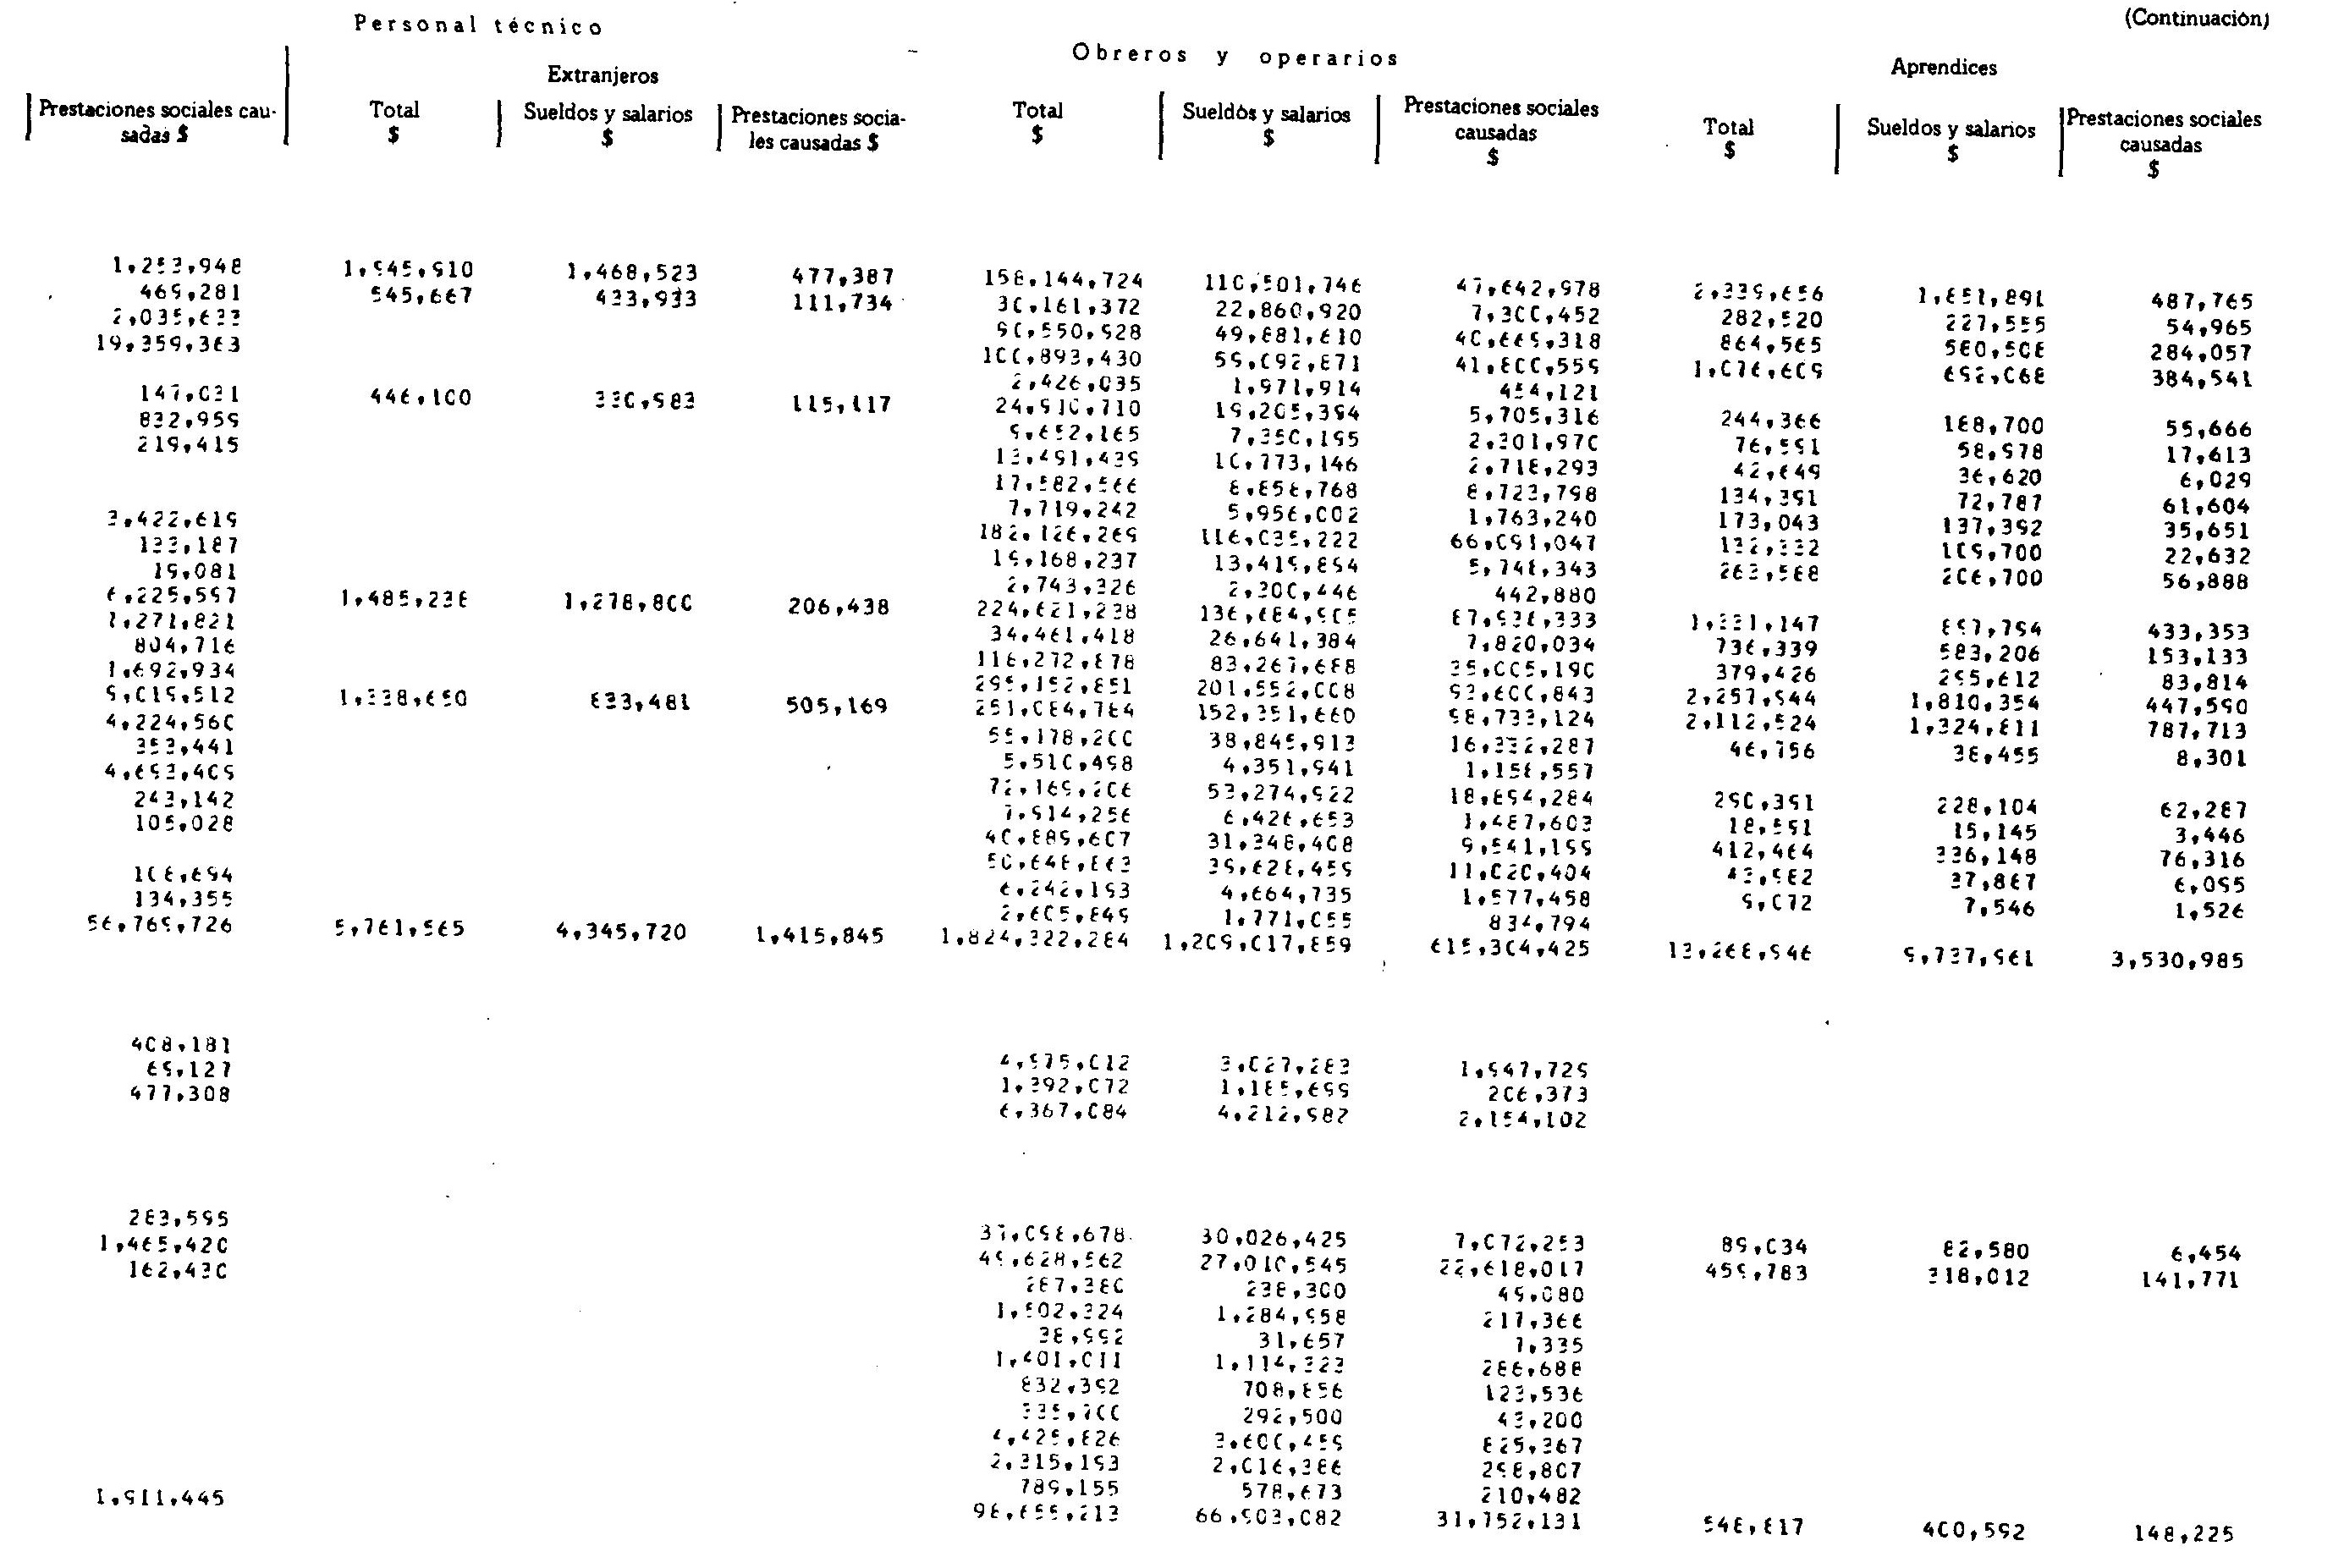 (Continuación)
Personal técnico
Obreros y operarios
Extranjeros Aprendices
Prestaciones sociales cau- Total Sueldos y salarios Prestaciones socia- Total Sueldos y salarios Prestaciones sociales Total Sueldos y salarios Prestaciones sociales
sadas $ $ $ les causadas $ $ $ causadas $ $ causadas
$ $
1,253,948 1,945,910 1,468,523 477,387 158,144,724 110,501,746 47,642,978 2,339,656 1,851,891 487,765
469,281 545,667 433,933 111,734 30,161,372 22,860,920 7,300,452 282,520 227,555 54,965
2,035,633 90,550,928 49,881,610 40,669,318 864,565 580,508 284,057
19,359,363 100,893,430 59,092,871 41,800,559 1,076,609 692,068 384,541
2,426,035 1,971,914 454,121
147,031 446,100 330,983 115,117 24,910,710 19,205,394 5,705,316 244,366 188,700 55,666
832,959 9,652,165 7,350,195 2,301,970 76,591 58,978 17,613
219,415 13,491,439 10,773,146 2,718,293 42,649 36,620 6,029
17,582,566 8,858,768 8,723,798 134,391 72,787 61,604
7,719,242 5,956,002 1,763,240 173,043 137,392 35,651
3,422,619 182,126,269 116,035,222 66,091,047 132,332 109,700 22,632
133,187 19,168,237 13,419,894 5,748,343 263,588 206,700 56,888
19,081 2,743,326 2,300,446 442,880
6,225,597 1,485,238 1,278,800 206,438 224,621,238 136,684,905 87,936,333 1,331,147 897,794 433,353
1,271,821 34,461,418 26,641,384 7,820,034 736,339 583,206 153,133
804,716 118,272,878 83,267,688 35,005,190 379,426 295,612 83,814
1,692,934 295,152,851 201,552,008 93,600,843 2,257,944 1,810,354 447,590
9,019,512 1,338,650 833,481 505,169 251,084,784 152,351,660 98,733,124 2,112,524 1,324,811 787,713
4,224,560 55,178,200 38,845,913 16,332,287 46,756 38,455 8,301
353,441 5,510,498 4,351,941 1,158,557
4,693,409 72,169,206 53,274,922 18,894,284 290,391 228,104 62,287
243,142 7,914,256 6,426,653 1,487,603 18,591 15,145 3,446
105,028 40,889,607 31,348,408 9,541,199 412,464 336,148 76,316
50,648,863 39,628,459 11,020,404 43,962 37,867 6,095
108,694 6,242,193 4,664,735 1,577,458 9,072 7,546 1,526
134,355 2,605,849 1,771,055 834,794
56,769,726 5,761,565 4,345,720 1,415,845 1,824,322,284 1,209,017,859 615,304,425 13,268,946 9,737,961 3,530,985
408,181 4,975,012 3,027,283 1,947,729
69,127 1,392,072 1,185,699 206,373
477,308 6,367,084 4,212,982 2,154,102
283,595 37,098,678 30,026,425 7,072,253 89,034 82,580 6,454
1,465,420 49,628,562 27,010,545 22,618,017 459,783 318,012 141,771
162,430 287,380 238,300 49,080
1,502,324 1,284,958 217,366
38,992 31,657 7,335
1,401,011 1,114,323 286,688
832,392 708,856 123,536
335,700 292,500 43,200
4,425,826 3,600,459 825,367
2,315,193 2,016,386 298,807
789,155 578,673 210,482
1,911,445 98,655,213 66,903,082 31,752,131 548,817 400,592 148,225